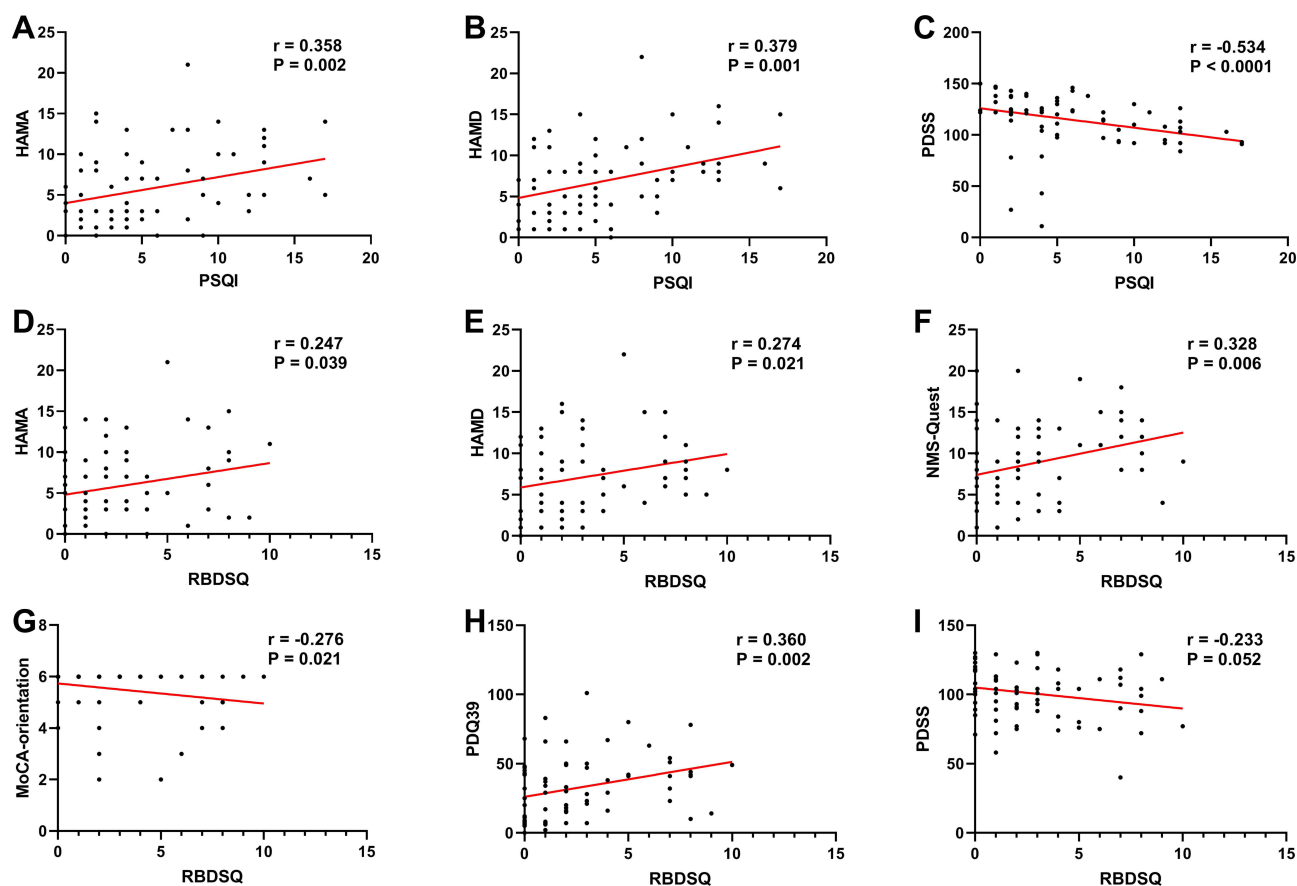 A
r = 0.358
P = 0.002
HAMA
25
20
15
10
5
0
0 5 10 15 20
PSQI
B
r = 0.379
P = 0.001
HAMD
25
20
15
10
5
0
0 5 10 15 20
PSQI
C
r = -0.534
P < 0.0001
PDSS
200
150
100
50
0
0 5 10 15 20
PSQI
D
r = 0.247
P = 0.039
HAMA
25
20
15
10
5
0
0 5 10 15
RBDSQ
E
r = 0.274
P = 0.021
HAMD
25
20
15
10
5
0
0 5 10 15
RBDSQ
F
r = 0.328
P = 0.006
NMS-Quest
25
20
15
10
5
0
0 5 10 15
RBDSQ
G
r = -0.276
P = 0.021
MoCA-orientation
8
6
4
2
0
0 5 10 15
RBDSQ
H
r = 0.360
P = 0.002
PDQ39
150
100
50
0
0 5 10 15
RBDSQ
I
r = -0.233
P = 0.052
PDSS
150
100
50
0
0 5 10 15
RBDSQ